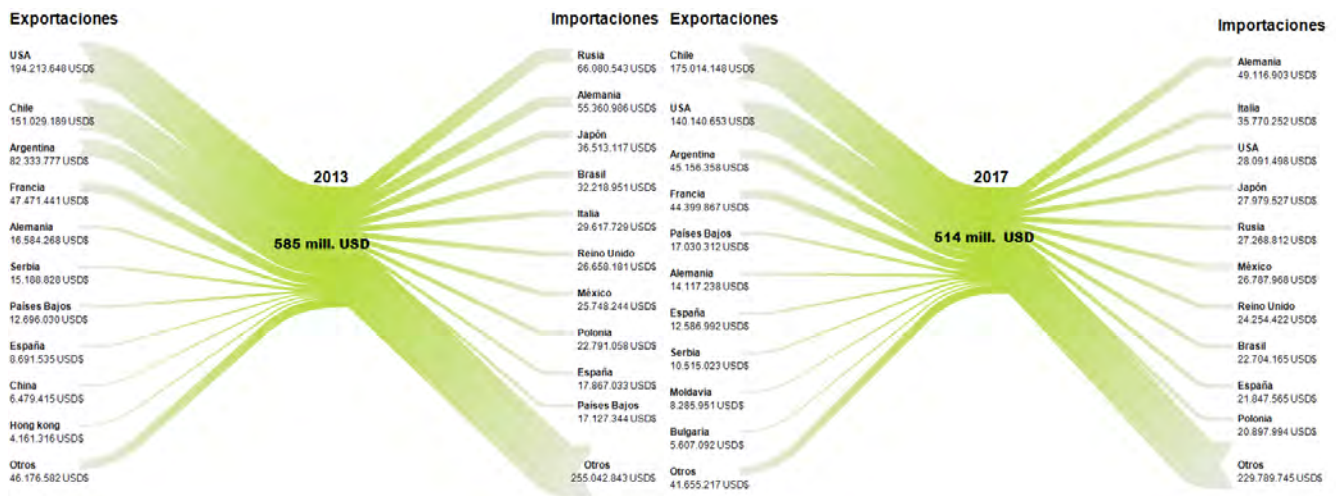 Exportaciones
USA
194.213.648 USD$
Chile
151.029.189 USD$
Argentina
82.333.777 USD$
Francia
47.471.441 USD$
Alemania
16.584.268 USD$
Serbia
15.188.828 USD$
Países Bajos
12.696.030 USD$
España
8.691.535 USD$
China
6.479.415 USD$
Hong kong
4.161.316 USD$
Otros
46.176.582 USD$
2013
585 mill. USD
Importaciones
Rusia
66.080.543 USD$
Alemania
55.360.986 USD$
Japón
36.513.117 USD$
Brasil
32.218.951 USD$
Italia
29.617.729 USD$
Reino Unido
26.658.181 USD$
México
25.748.244 USD$
Polonia
22.791.058 USD$
España
17.867.033 USD$
Países Bajos
17.127.344 USD$
Otros
255.042.843 USD$
Exportaciones
Chile
175.014.148 USD$
USA
140.140.653 USD$
Argentina
45.156.358 USD$
Francia
44.399.867 USD$
Países Bajos
17.030.312 USD$
Alemania
14.117.238 USD$
España
12.586.992 USD$
Serbia
10.515.023 USD$
Moldavia
8.285.951 USD$
Bulgaria
5.607.092 USD$
Otros
41.655.217 USD$
2017
514 mill. USD
Importaciones
Alemania
49.116.903 USD$
Italia
35.770.252 USD$
USA
28.091.498 USD$
Japón
27.979.527 USD$
Rusia
27.268.812 USD$
México
26.787.968 USD$
Reino Unido
24.254.422 USD$
Brasil
22.704.165 USD$
España
21.847.565 USD$
Polonia
20.897.994 USD$
Otros
229.789.745 USD$